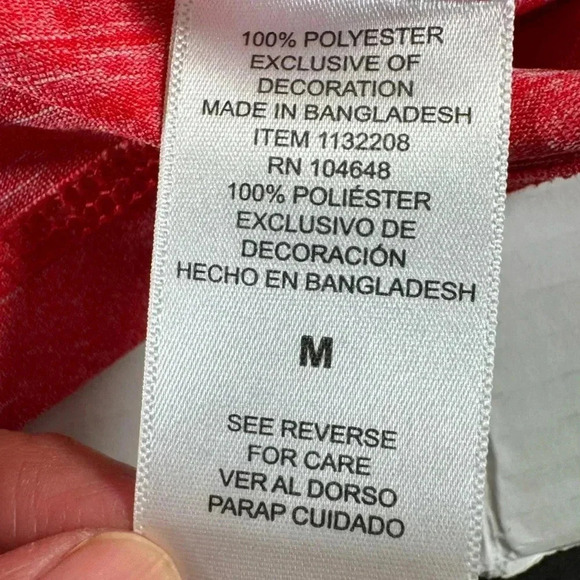 100% POLYESTER
EXCLUSIVE OF
DECORATION
MADE IN BANGLADESH
ITEM 1132208
RN 104648
100% POLIÉSTER
EXCLUSIVO DE
DECORACIÓN
HECHO EN BANGLADESH
M
SEE REVERSE
FOR CARE
VER AL DORSO
PARAP CUIDADO